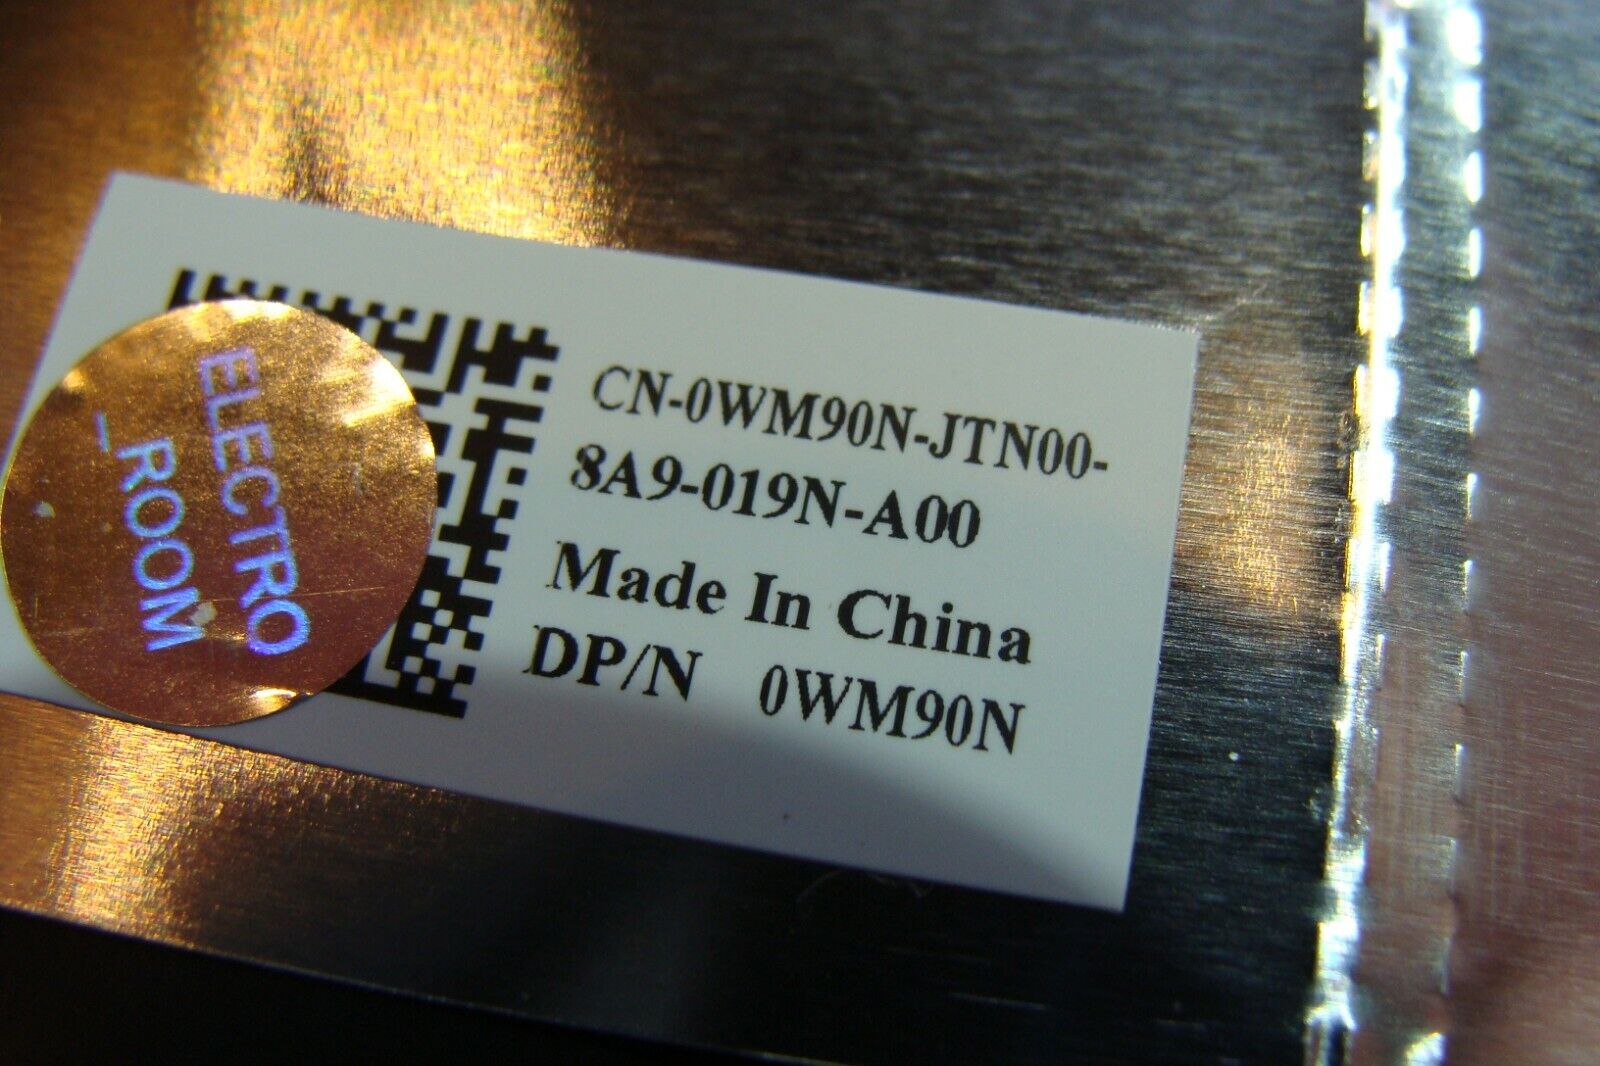 CN-0WM90N-JTN00-
8A9-019N-A00
Made In China
DP/N 0WM90N
ELECTRO
_ROOM